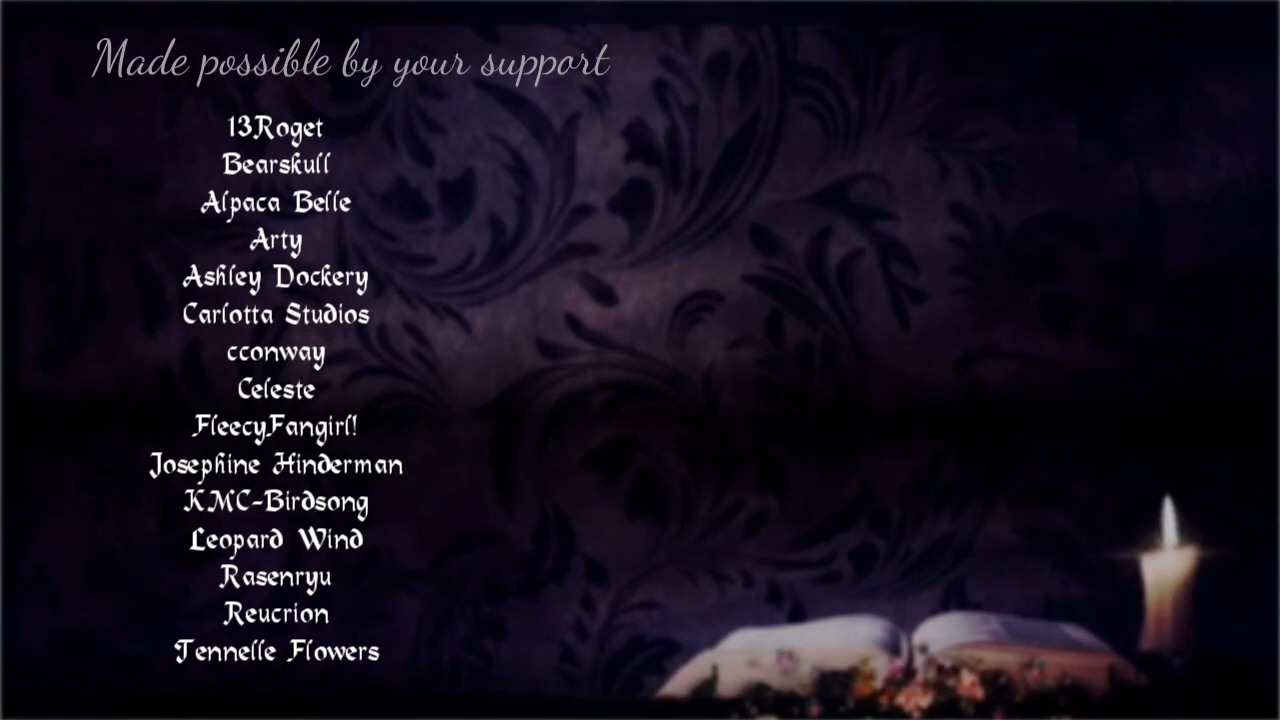 Made possible by your support
13Roget
Bearskull
Alpaca Belle
Arty
Ashley Dockery
Carlotta Studios
cconway
Celeste
FleecyFangirl!
Josephine Hinderman
KMC-Birdsong
Leopard Wind
Rasenryu
Reucrion
Tennelle Flowers